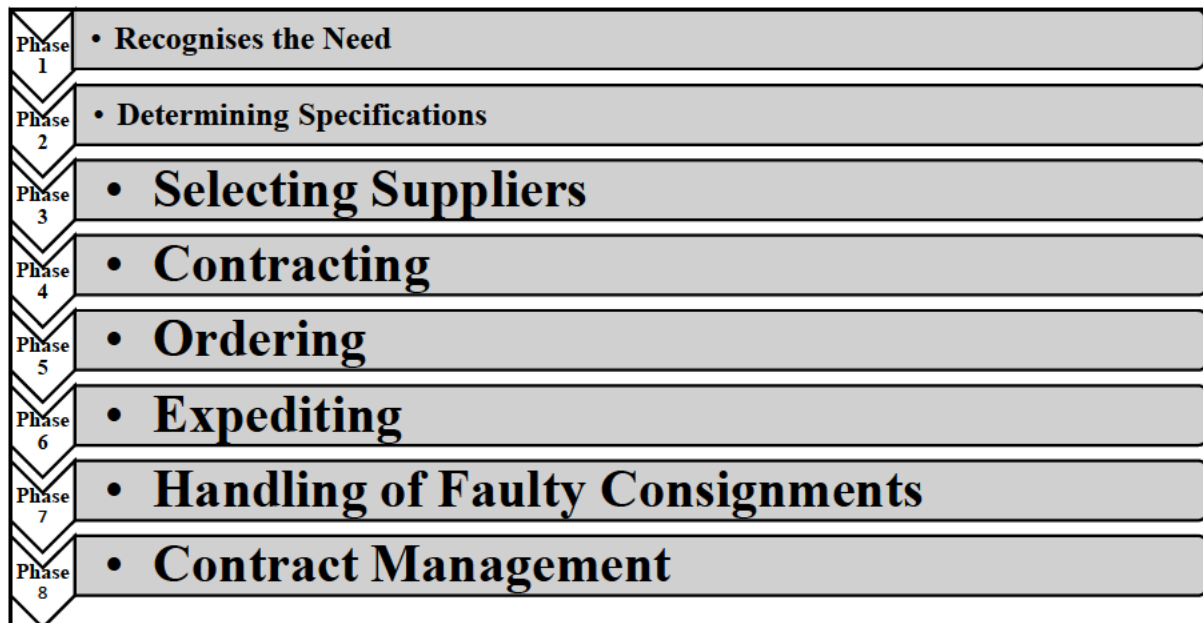 Phase
1
• Recognises the Need
Phase
2
• Determining Specifications
Phase
3
• Selecting Suppliers
Phase
4
• Contracting
Phase
5
• Ordering
Phase
6
• Expediting
Phase
7
• Handling of Faulty Consignments
Phase
8
• Contract Management